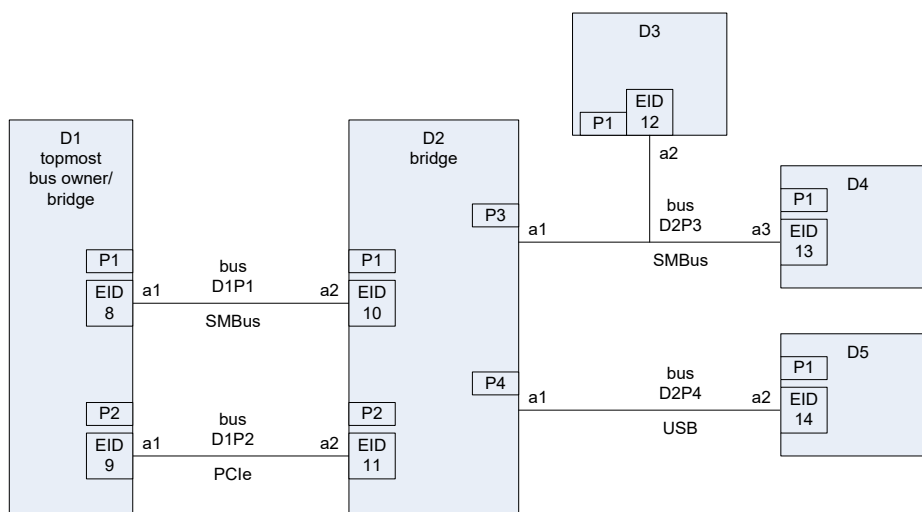 D3
P1
EID
12
a2
D1
topmost
bus owner/
bridge
P1
EID
8
P2
EID
9
a1
bus
D1P1
a2
SMBus
a1
bus
D1P2
a2
PCIe
D2
bridge
P1
EID
10
P2
EID
11
P3
P4
a1
bus
D2P3
a3
SMBus
a1
bus
D2P4
a2
USB
D4
P1
EID
13
D5
P1
EID
14